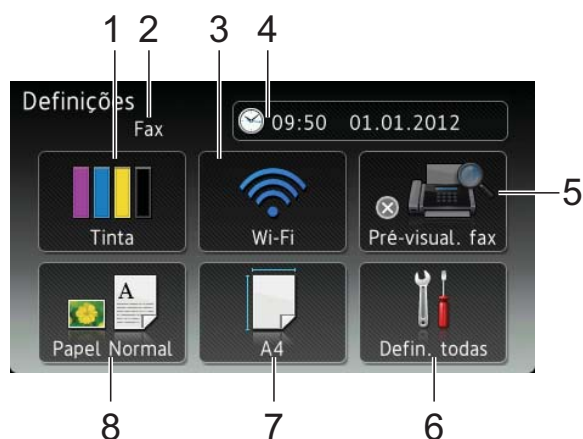 1 2 3 4
Definições
Fax
09:50 01.01.2012
5
Tinta
Wi-Fi
Pré-visual. fax
A
Papel Normal
A4
Defin. todas
8 7 6